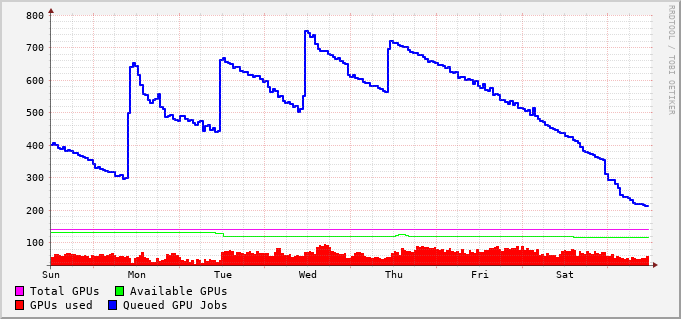 800
700
600
500
400
300
200
100
Sun Mon Tue Wed Thu Fri Sat
Total GPUs Available GPUs
GPUs used Queued GPU Jobs
RRDTOOL / TOBI OETIKER